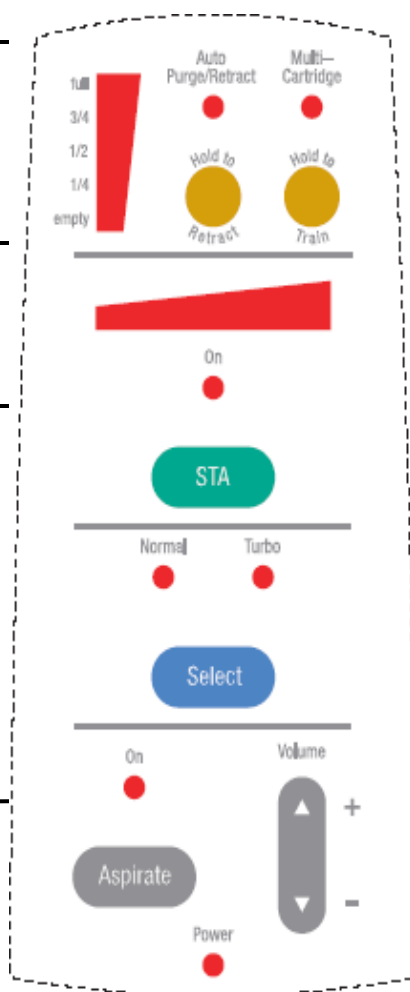 Auto
Purge/Retract
Multi-
Cartridge
full
3/4
1/2
1/4
empty
Hold to
Retract
Hold to
Train
On
STA
Normal
Turbo
Select
On
Volume
+
Aspirate
-
Power